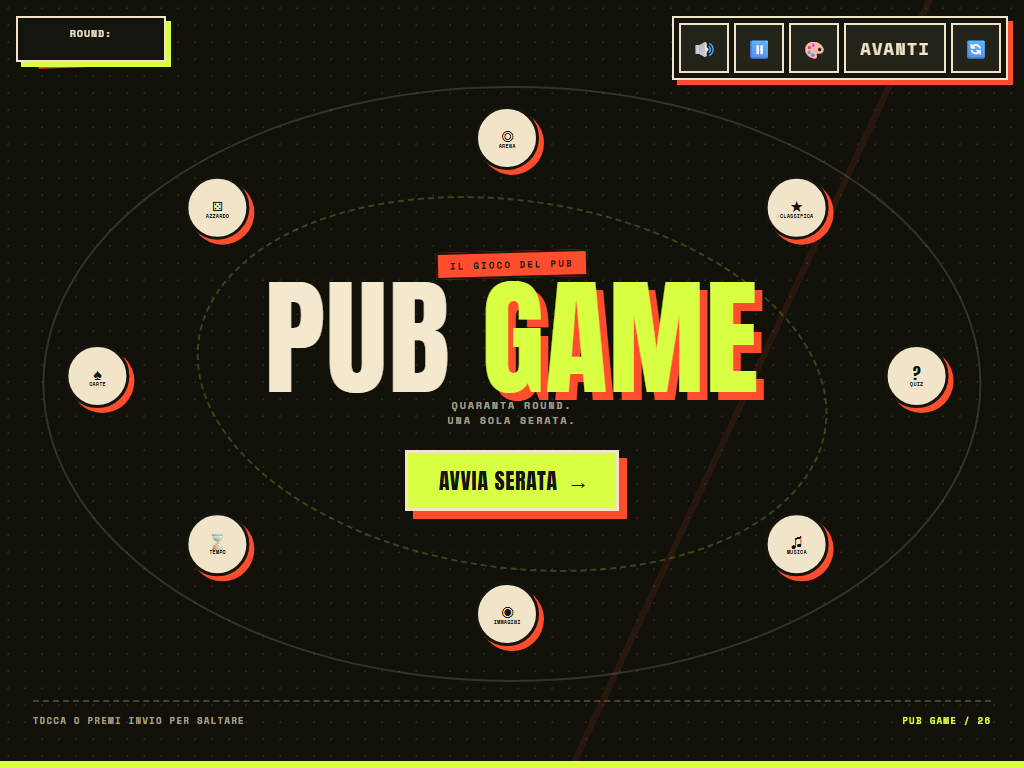 ROUND:
AVANTI
ARENA
AZZARDO
CLASSIFICA
IL GIOCO DEL PUB
PUB GAME
CARTE
QUIZ
QUARANTA ROUND.
UNA SOLA SERATA.
AVVIA SERATA →
TEMPO
MUSICA
IMMAGINI
TOCCA O PREMI INVIO PER SALTARE
PUB GAME / 26